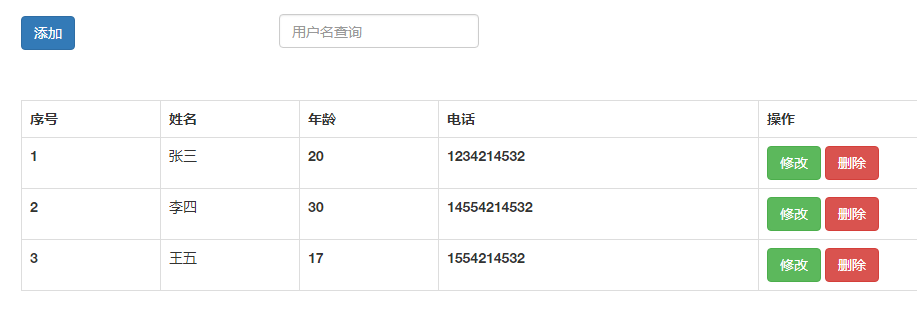 添加 用户名查询
序号 姓名 年龄 电话 操作
1 张三 20 1234214532 修改 删除
2 李四 30 14554214532 修改 删除
3 王五 17 1554214532 修改 删除